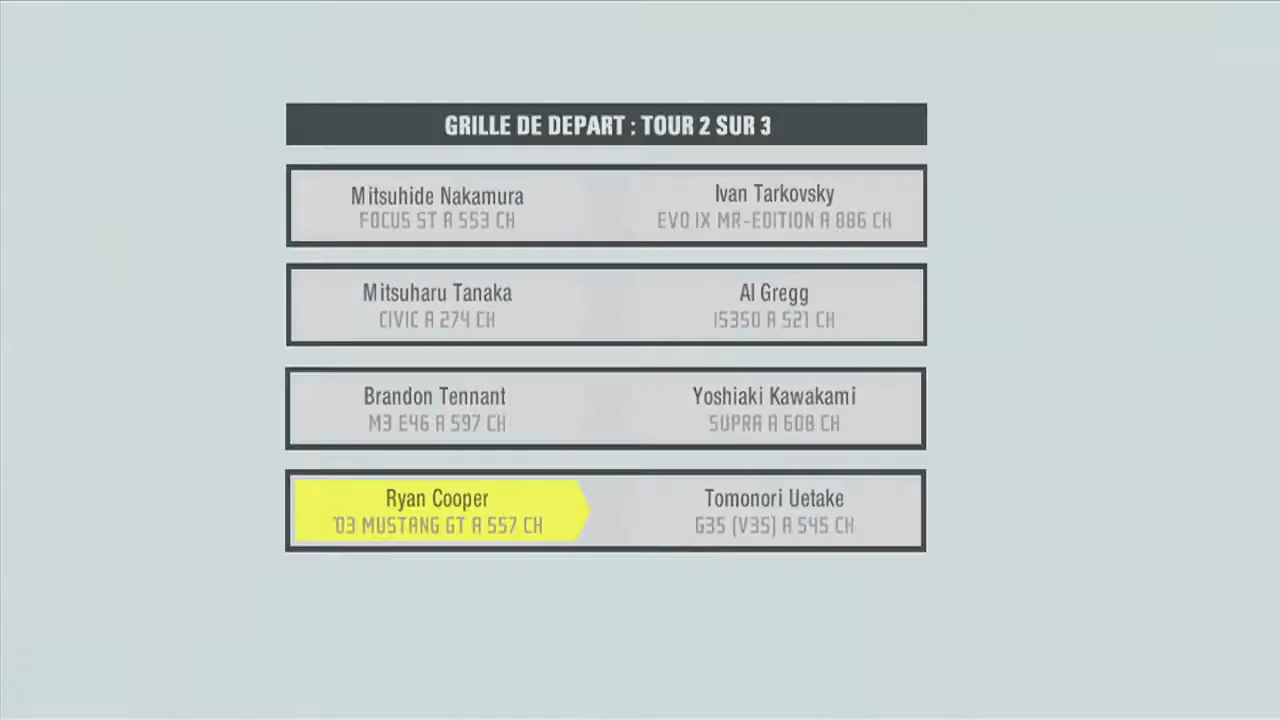 GRILLE DE DEPART : TOUR 2 SUR 3
Mitsuhide Nakamura
FOCUS ST A 553 CH
Ivan Tarkovsky
EVO IX MR-EDITION A 886 CH
Mitsuharu Tanaka
CIVIC A 274 CH
Al Gregg
IS350 A 521 CH
Brandon Tennant
M3 E46 A 597 CH
Yoshiaki Kawakami
SUPRA A 608 CH
Ryan Cooper
'03 MUSTANG GT A 557 CH
Tomonori Uetake
G35 (V35) A 545 CH